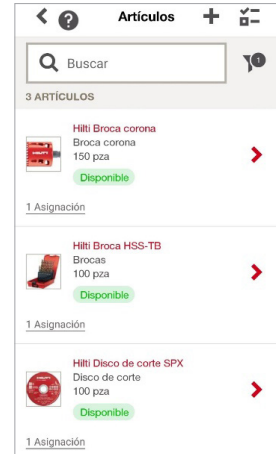 Artículos
Buscar
1
3 ARTÍCULOS
Hilti Broca corona
Broca corona
150 pza
Disponible
1 Asignación
Hilti Broca HSS-TB
Brocas
100 pza
Disponible
1 Asignación
Hilti Disco de corte SPX
Disco de corte
100 pza
Disponible
1 Asignación